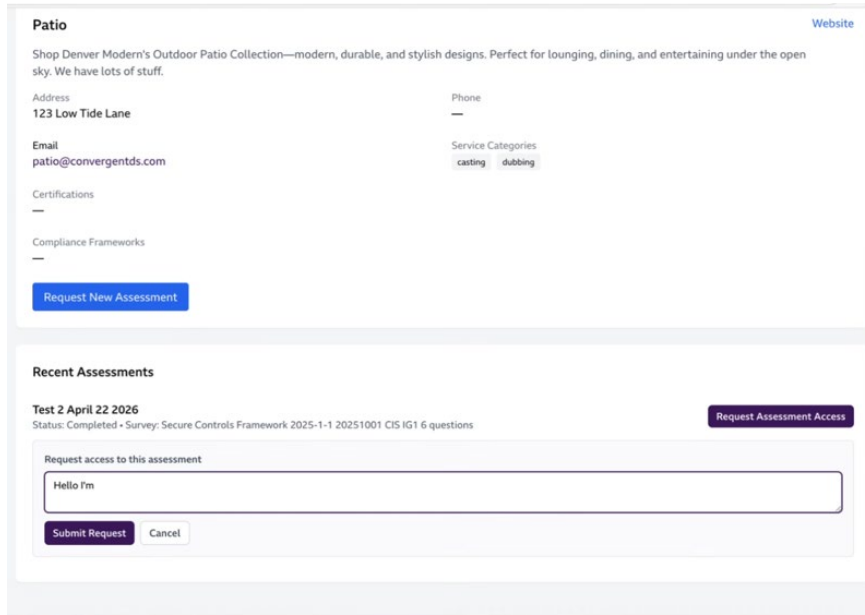 Patio
Website
Shop Denver Modern's Outdoor Patio Collection—modern, durable, and stylish designs. Perfect for lounging, dining, and entertaining under the open
sky. We have lots of stuff.
Address
123 Low Tide Lane
Phone
—
Email
patio@convergentds.com
Service Categories
casting dubbing
Certifications
—
Compliance Frameworks
—
Request New Assessment
Recent Assessments
Test 2 April 22 2026
Status: Completed • Survey: Secure Controls Framework 2025-1-1 20251001 CIS IG1 6 questions
Request Assessment Access
Request access to this assessment
Hello I'm
Submit Request
Cancel